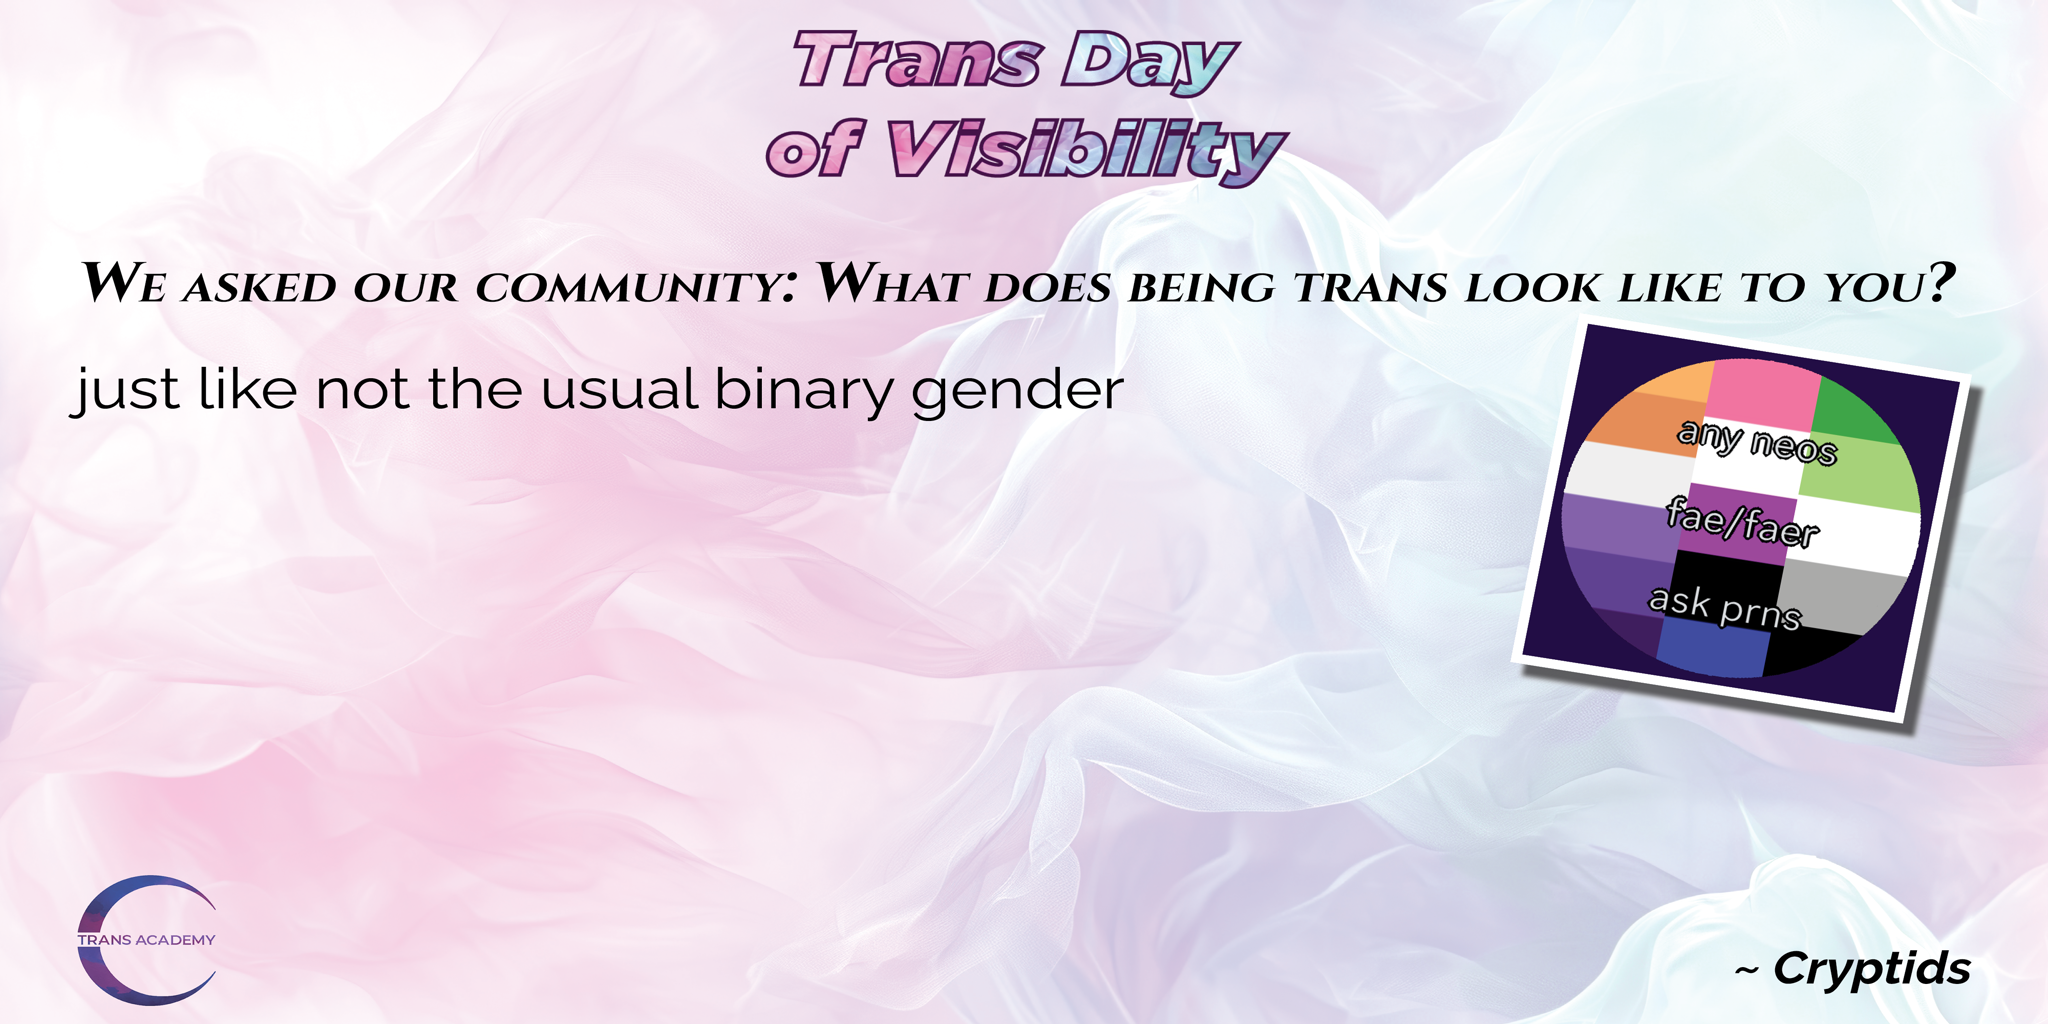 Trans Day
of Visibility
We asked our community: What does being trans look like to you?
just like not the usual binary gender
any neos
fae/faer
ask prns
TRANS ACADEMY
~ Cryptids